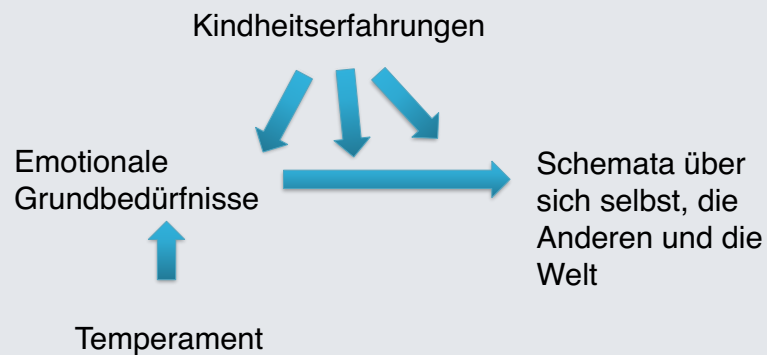 Kindheitserfahrungen
Emotionale
Grundbedürfnisse
Schemata über
sich selbst, die
Anderen und die
Welt
Temperament